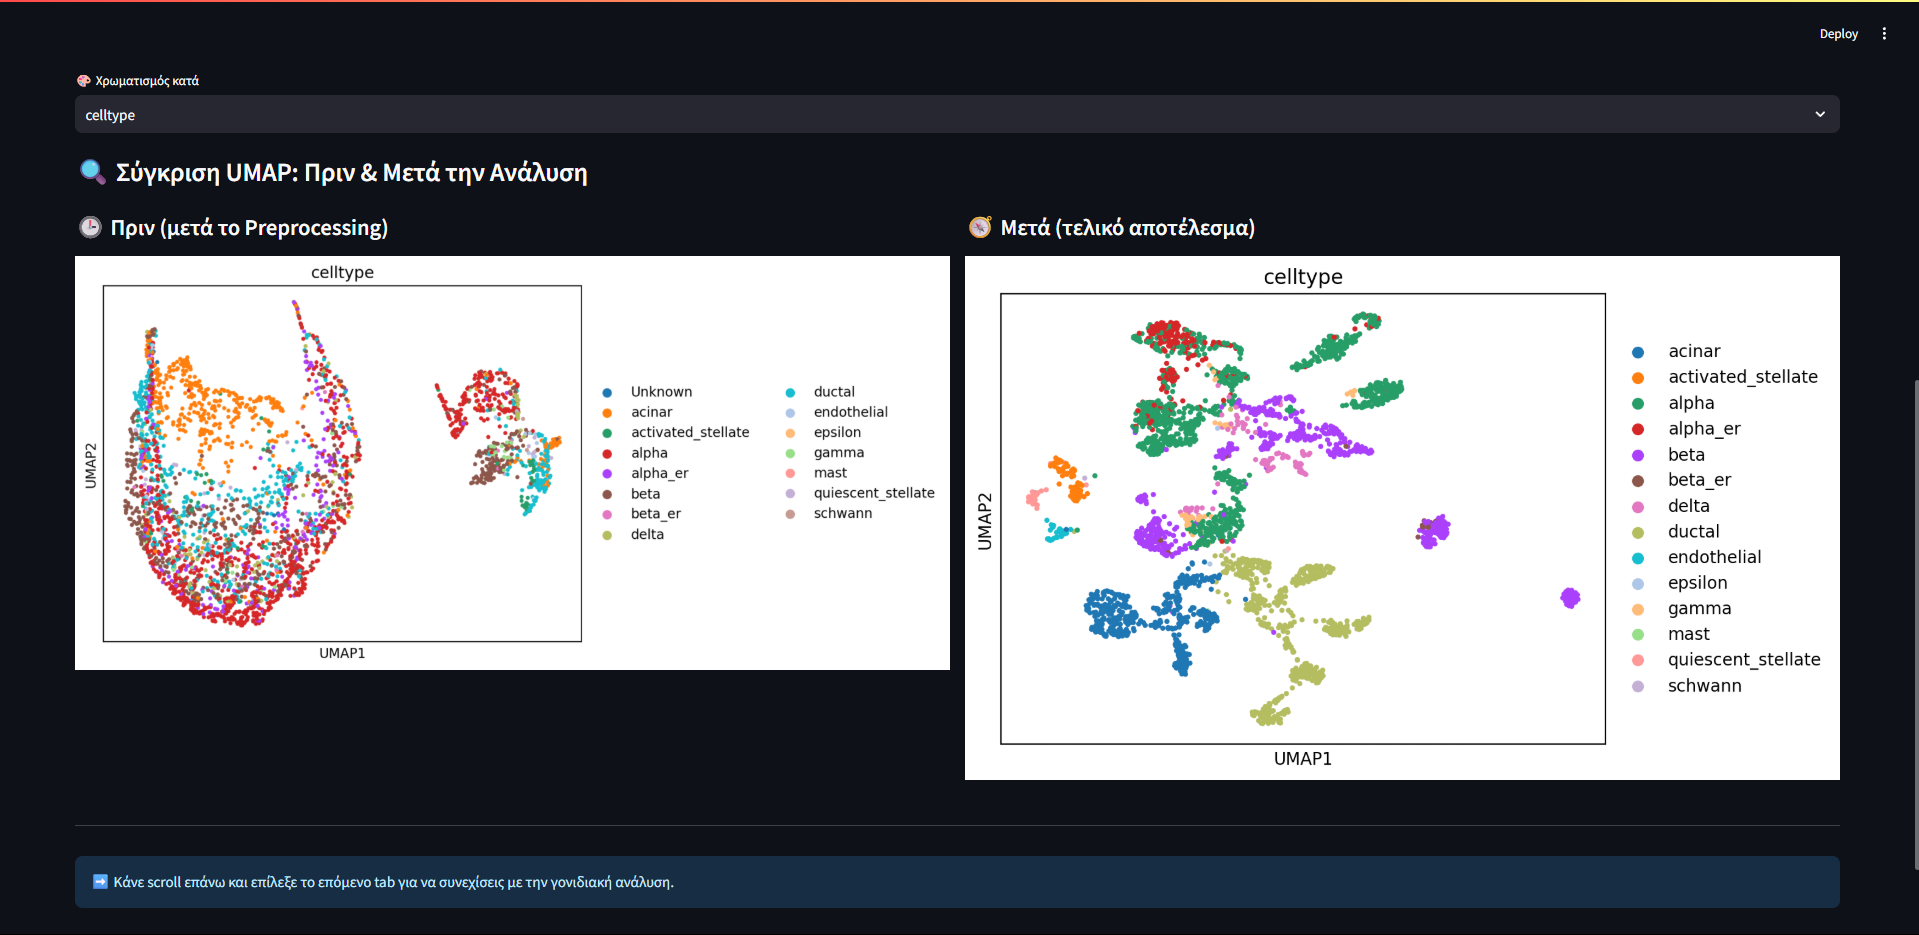 Deploy
🎨 Χρωματισμός κατά
celltype
🔍 Σύγκριση UMAP: Πριν & Μετά την Ανάλυση
🕒 Πριν (μετά το Preprocessing)
celltype
UMAP2
UMAP1
Unknown
acinar
activated_stellate
alpha
alpha_er
beta
beta_er
delta
ductal
endothelial
epsilon
gamma
mast
quiescent_stellate
schwann
🧭 Μετά (τελικό αποτέλεσμα)
celltype
UMAP2
UMAP1
acinar
activated_stellate
alpha
alpha_er
beta
beta_er
delta
ductal
endothelial
epsilon
gamma
mast
quiescent_stellate
schwann
➡️ Κάνε scroll επάνω και επίλεξε το επόμενο tab για να συνεχίσεις με την γονιδιακή ανάλυση.